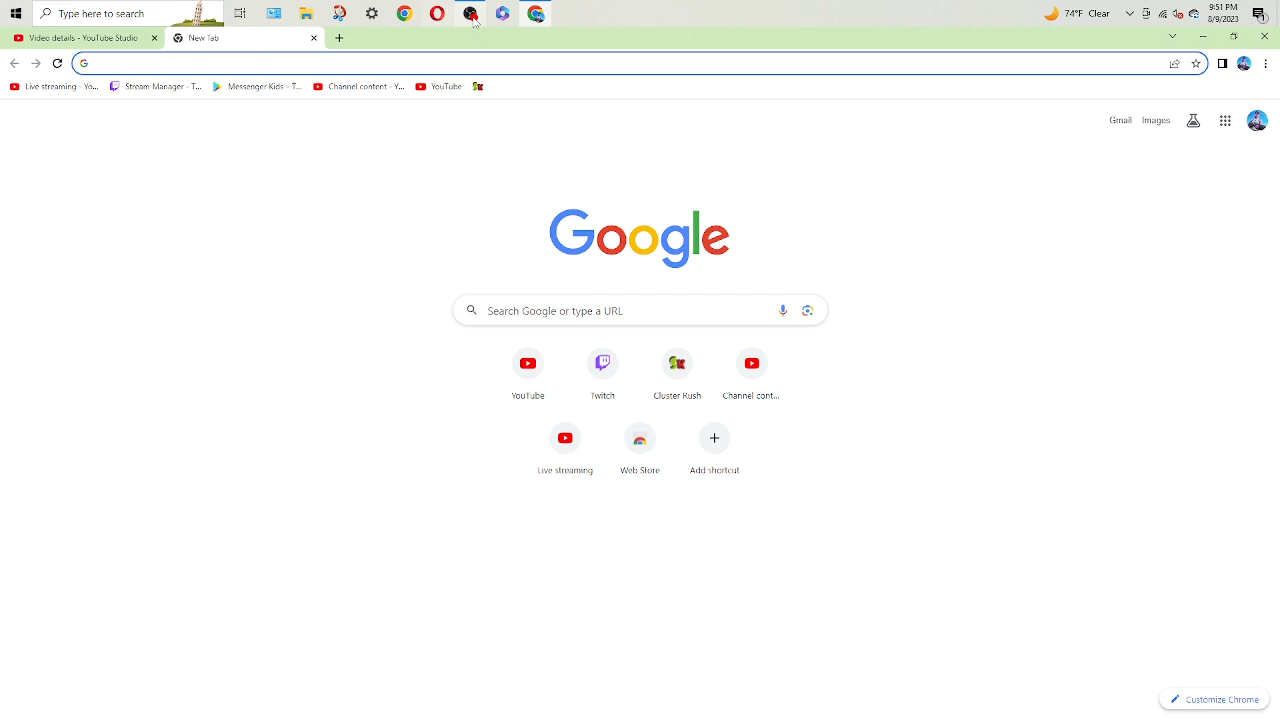 Type here to search
74°F Clear
9:51 PM
8/9/2023
Video details - YouTube Studio
New Tab
Live streaming - Yo...
Stream Manager - T...
Messenger Kids – T...
Channel content - Y...
YouTube
Gmail
Images
Google
Search Google or type a URL
YouTube
Twitch
Cluster Rush
Channel cont...
Live streaming
Web Store
Add shortcut
Customize Chrome